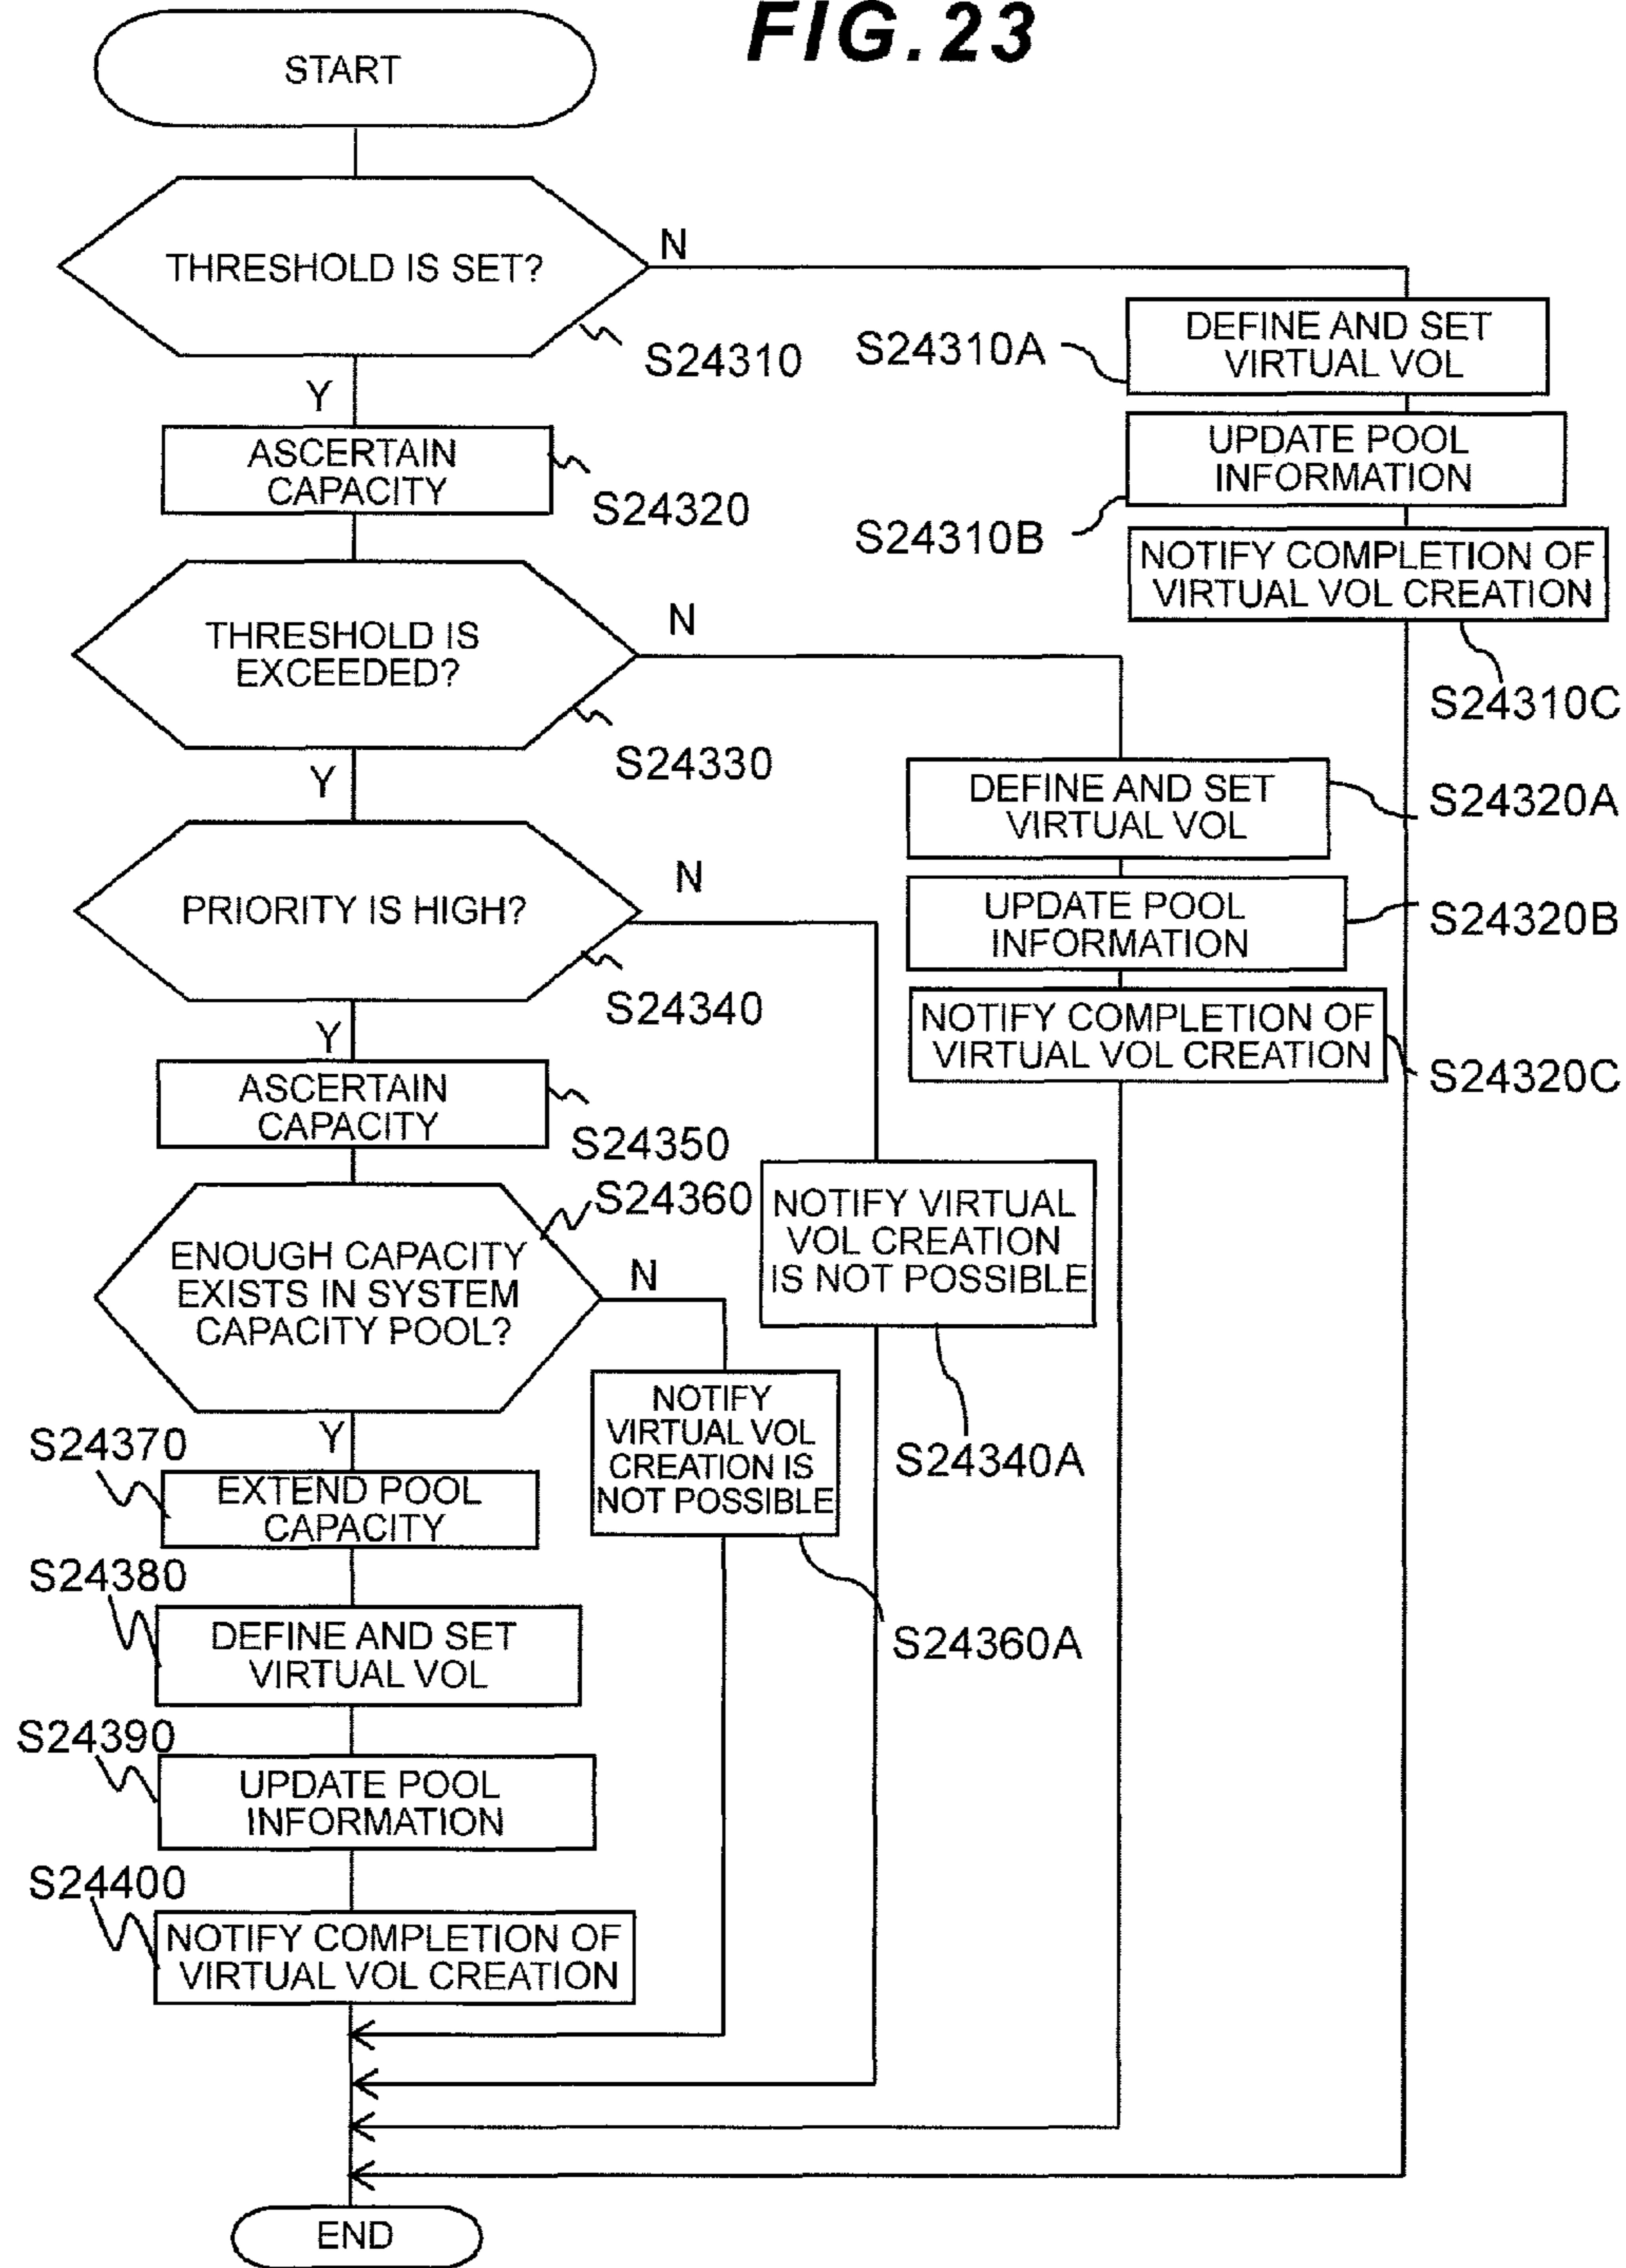 FIG.23
START
THRESHOLD IS SET?
N
S24310
Y
S24310A
DEFINE AND SET
VIRTUAL VOL
S24310B
UPDATE POOL
INFORMATION
NOTIFY COMPLETION OF
VIRTUAL VOL CREATION
S24310C
ASCERTAIN
CAPACITY
S24320
THRESHOLD IS
EXCEEDED?
N
S24330
Y
DEFINE AND SET
VIRTUAL VOL
S24320A
UPDATE POOL
INFORMATION
S24320B
NOTIFY COMPLETION OF
VIRTUAL VOL CREATION
S24320C
PRIORITY IS HIGH?
N
S24340
Y
ASCERTAIN
CAPACITY
S24350
NOTIFY VIRTUAL
VOL CREATION
IS NOT POSSIBLE
S24340A
S24360
ENOUGH CAPACITY
EXISTS IN SYSTEM
CAPACITY POOL?
N
Y
NOTIFY
VIRTUAL VOL
CREATION IS
NOT POSSIBLE
S24360A
S24370
EXTEND POOL
CAPACITY
S24380
DEFINE AND SET
VIRTUAL VOL
S24390
UPDATE POOL
INFORMATION
S24400
NOTIFY COMPLETION OF
VIRTUAL VOL CREATION
END